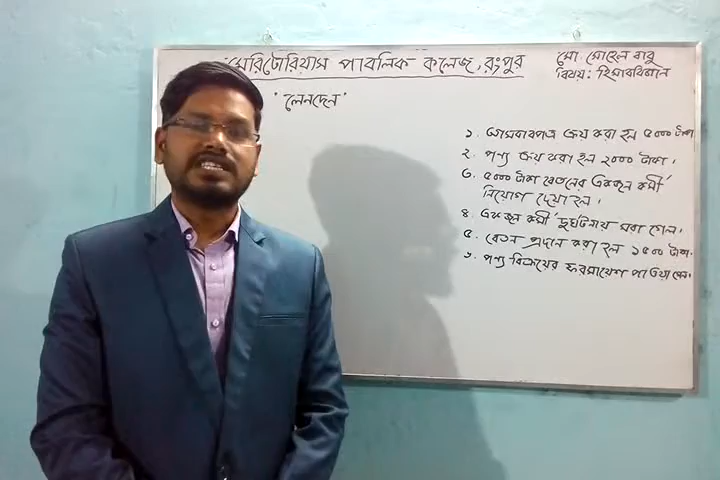 মেরিটোরিয়াস পাবলিক কলেজ, রংপুর
মো সোহেল বাবু
বিষয়: হিসাববিজ্ঞান
"লেনদেন"
১. আসবাবপত্র ক্রয় করা হল ৫০০০ টাকা
২. পণ্য ক্রয় করা হল ২০০০ টাকা।
৩. ৫০০০ টাকা বেতনের একজন কর্মী
নিয়োগ দেয়া হল।
৪. একজন কর্মী দুর্ঘটনায় মারা গেল।
৫. বেতন প্রদান করা হল ১৫০০ টাকা.
৬. পণ্য বিক্রয়ের ফরমায়েশ পাওয়া গেল।